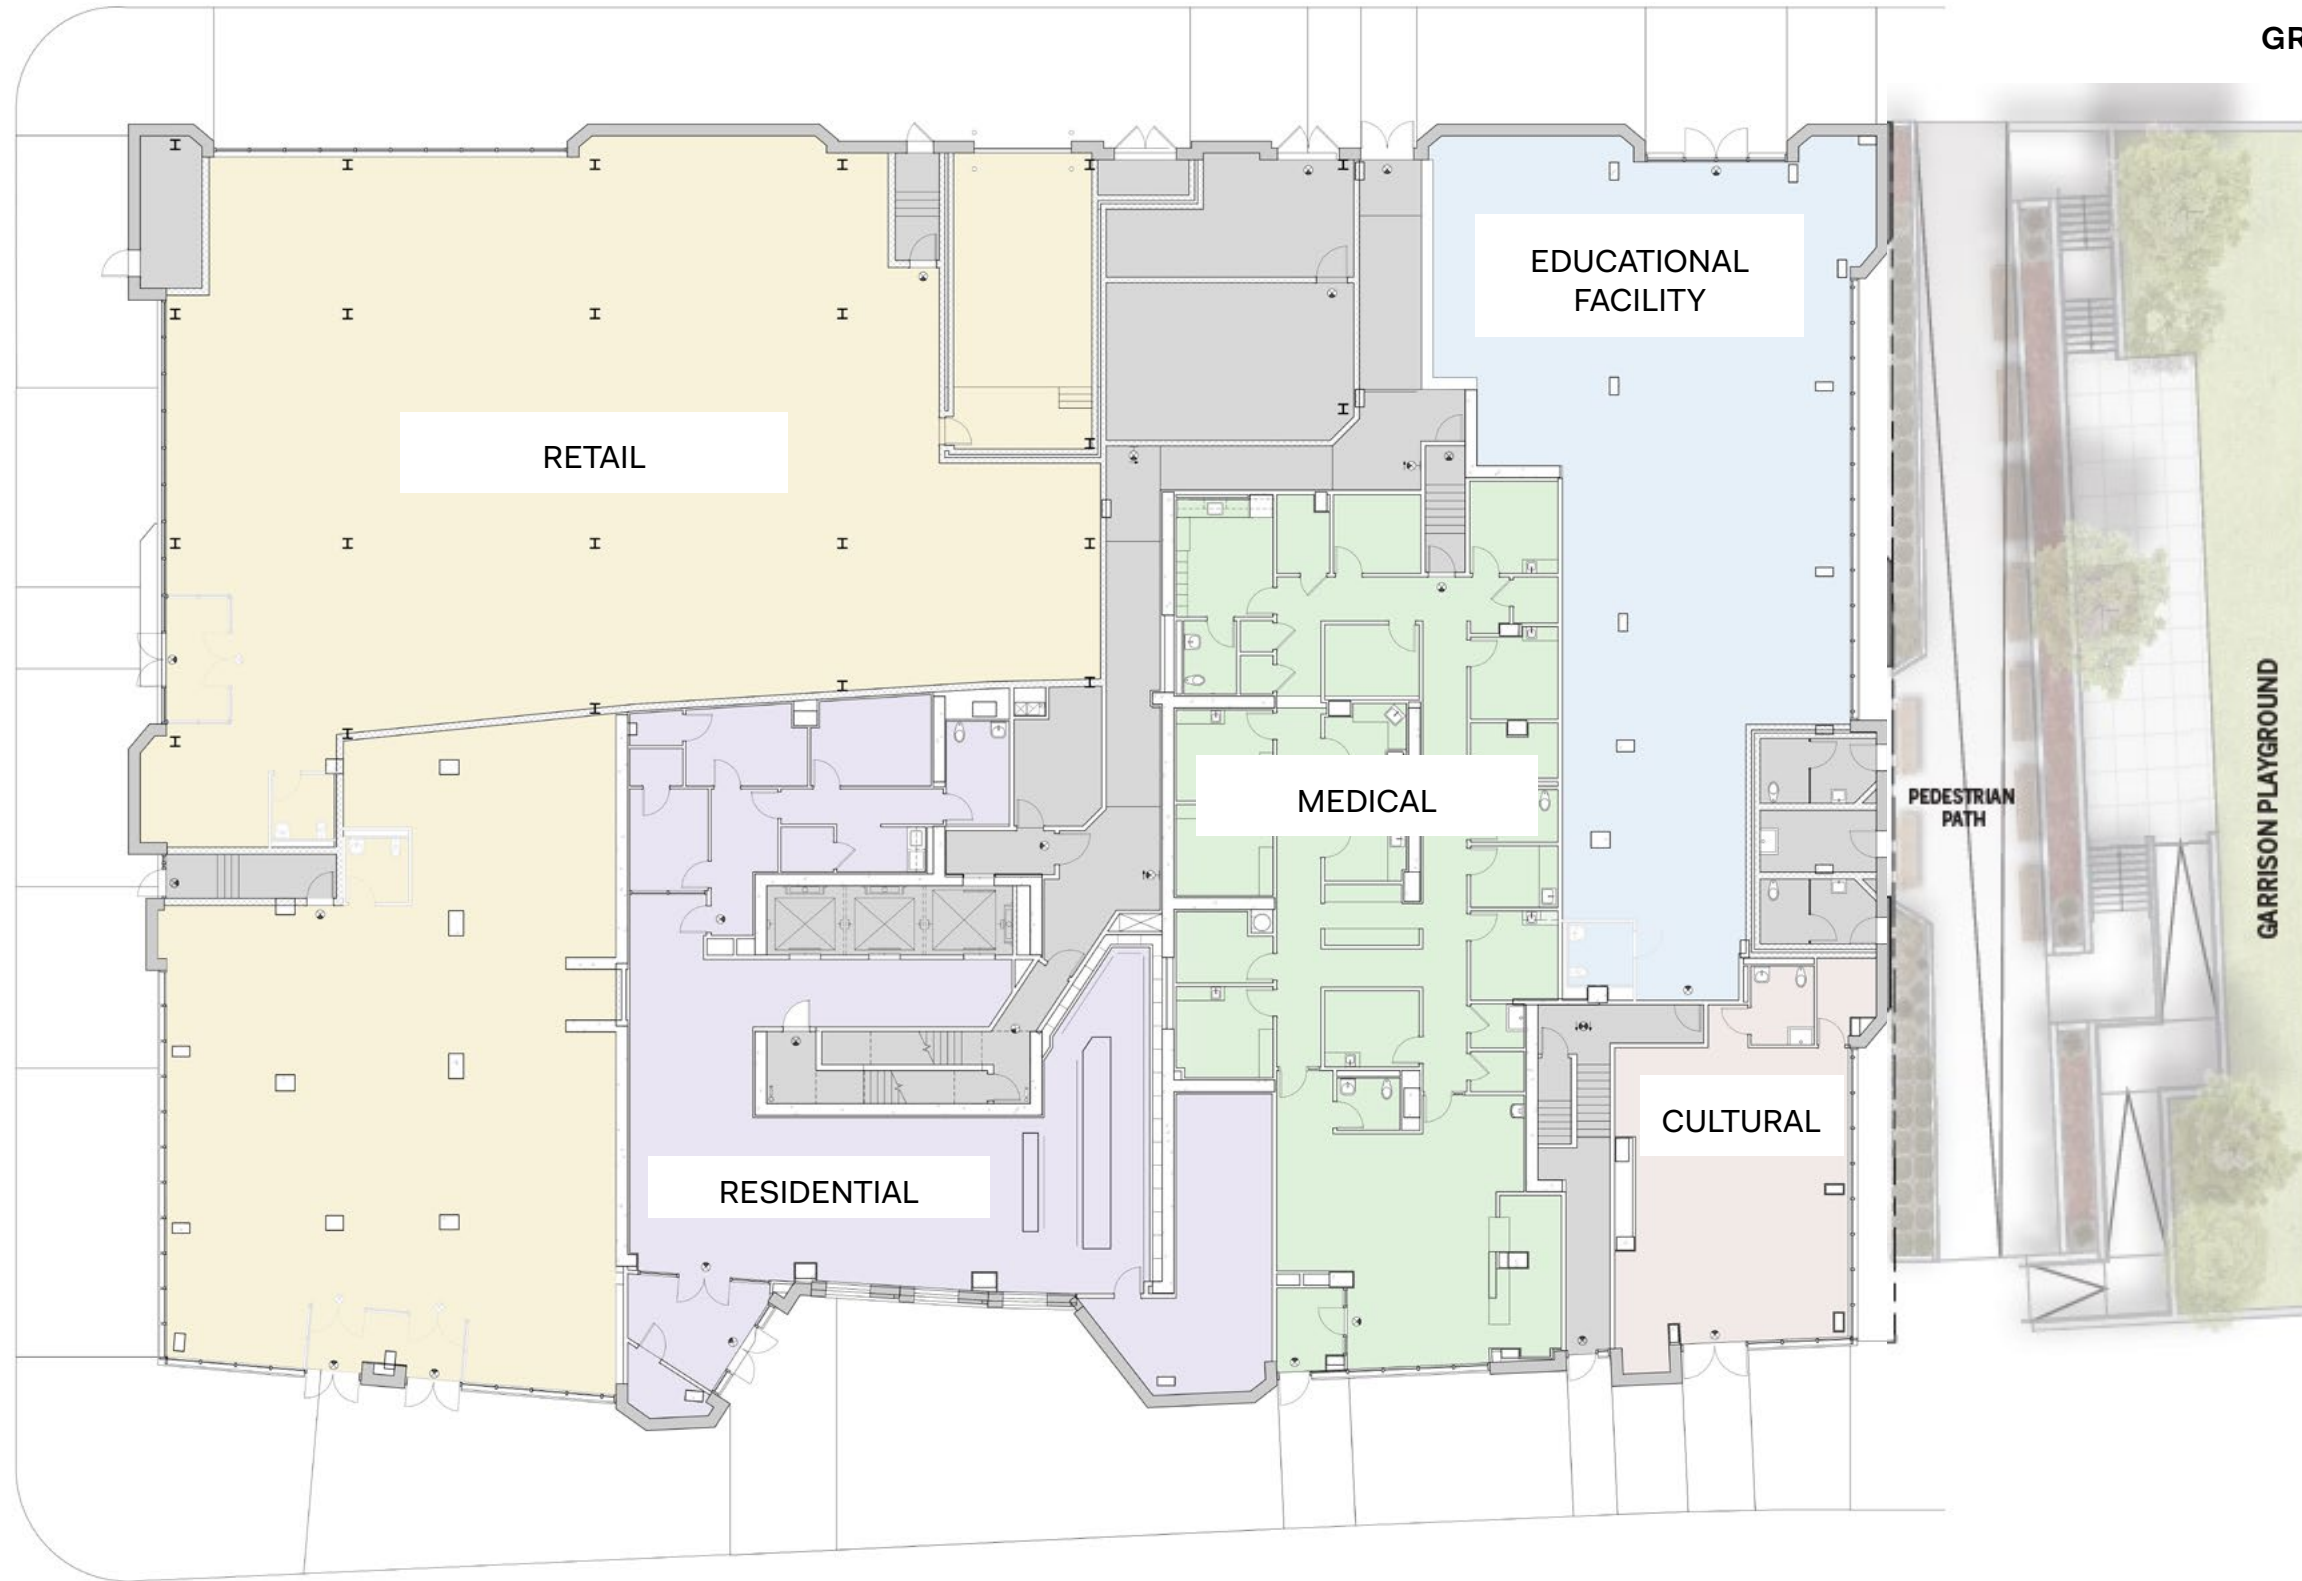 GR
EDUCATIONAL
FACILITY
RETAIL
MEDICAL
PEDESTRIAN
PATH
GARRISON PLAYGROUND
CULTURAL
RESIDENTIAL